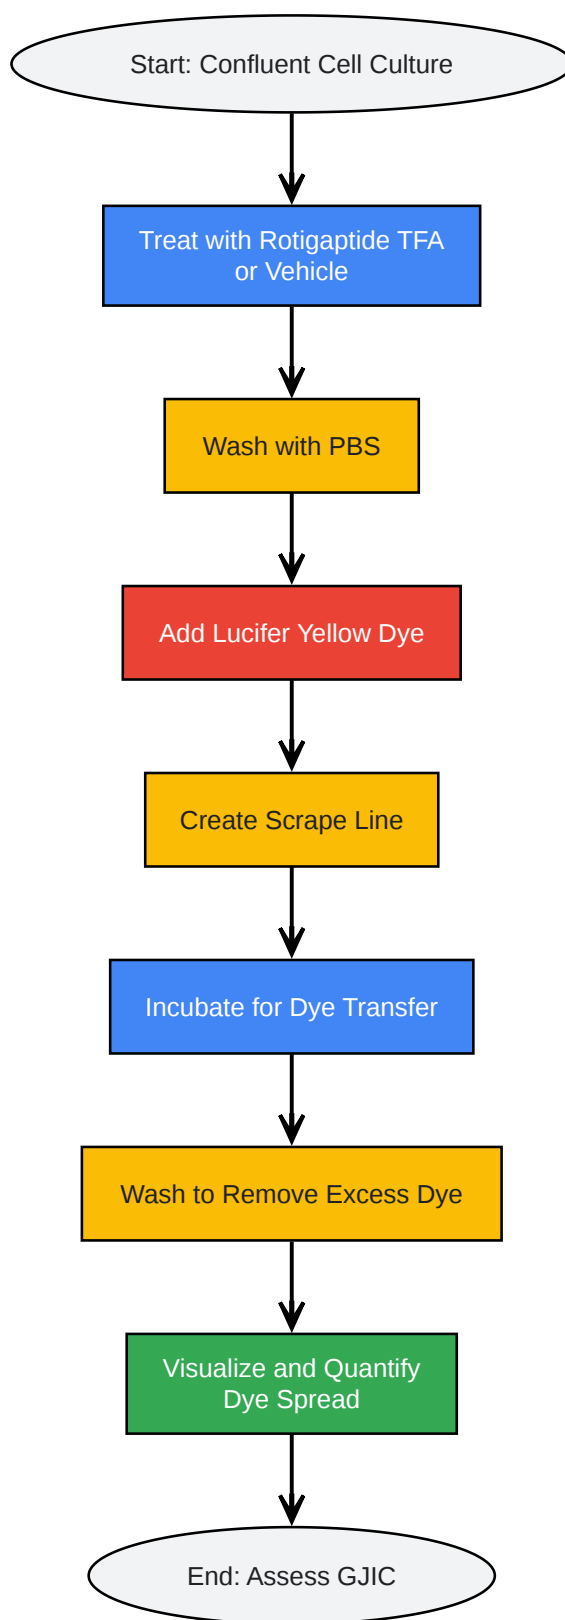 Start: Confluent Cell Culture
Treat with Rotigaptide TFA
or Vehicle
Wash with PBS
Add Lucifer Yellow Dye
Create Scrape Line
Incubate for Dye Transfer
Wash to Remove Excess Dye
Visualize and Quantify
Dye Spread
End: Assess GJIC